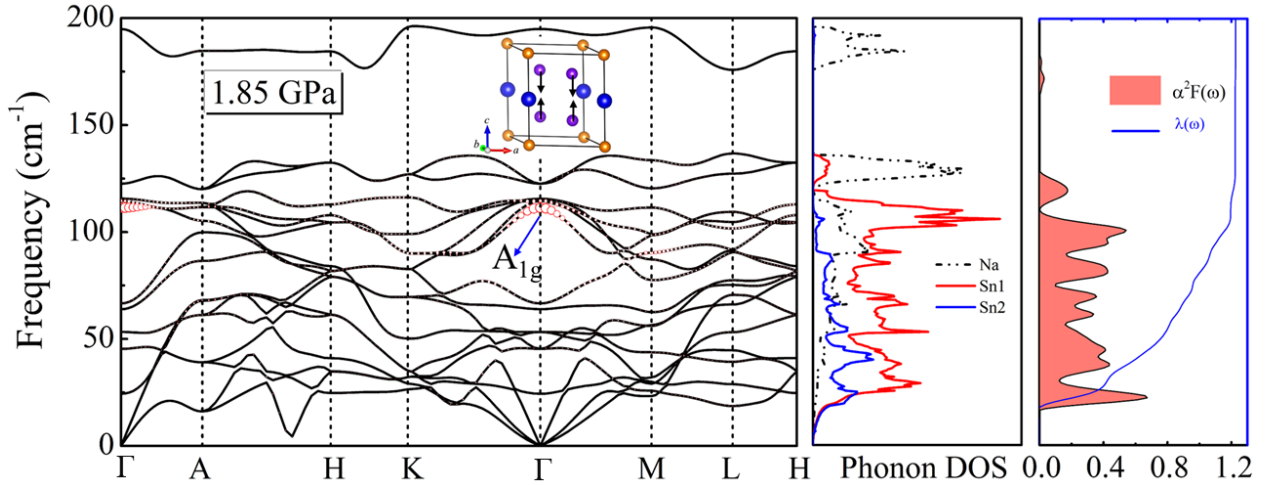 Frequency (cm⁻¹)
200
150
100
50
0
1.85 GPa
c
b
a
A1g
Γ
A
H
K
Γ
M
L
H
Na
Sn1
Sn2
Phonon DOS
α²F(ω)
λ(ω)
0.0
0.4
0.8
1.2